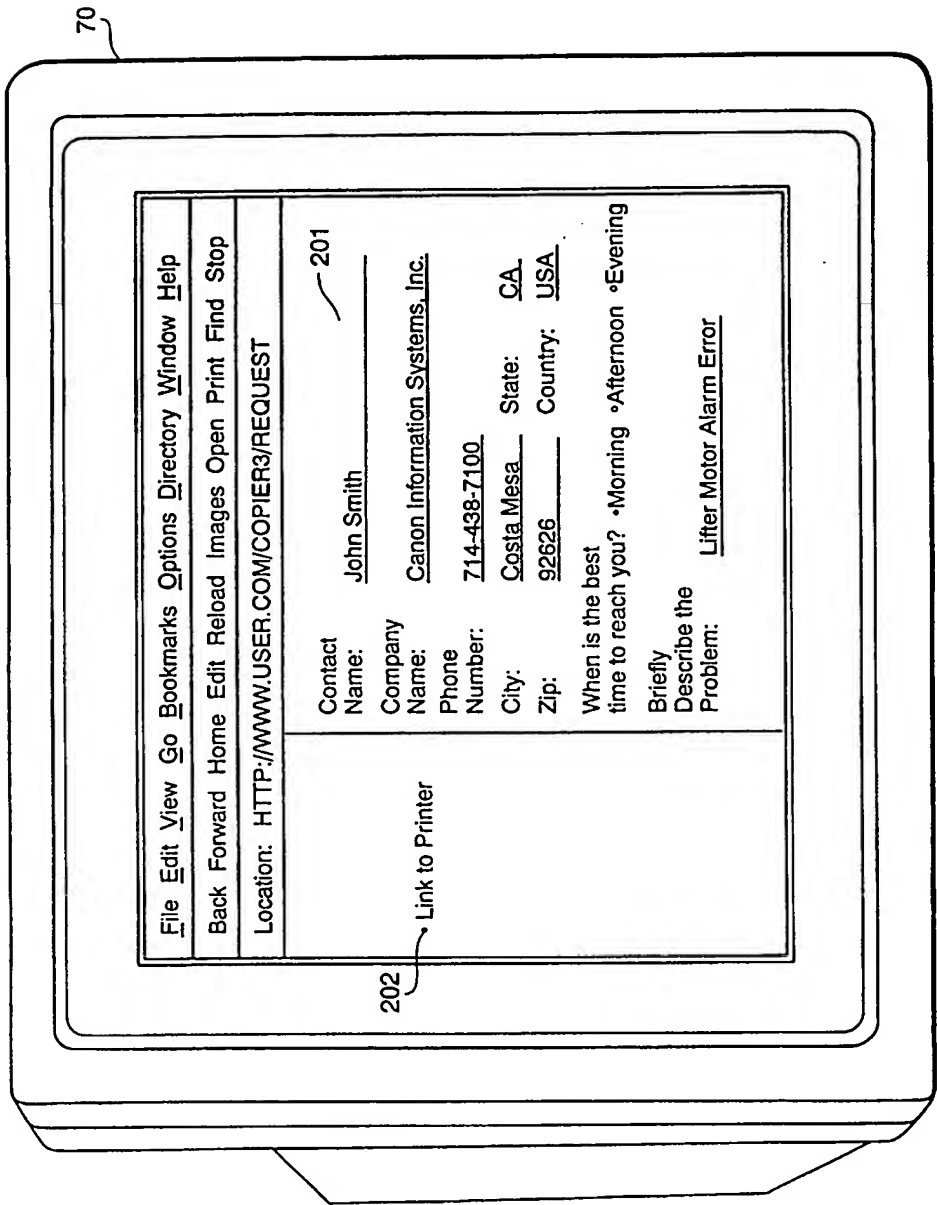 70
File Edit View Go Bookmarks Options Directory Window Help
Back Forward Home Edit Reload Images Open Print Find Stop
Location: HTTP://WWW.USER.COM/COPIER3/REQUEST
201
202
• Link to Printer
Contact
Name: John Smith
Company
Name: Canon Information Systems, Inc.
Phone
Number: 714-438-7100
City: Costa Mesa State: CA
Zip: 92626 Country: USA
When is the best
time to reach you? •Morning •Afternoon •Evening
Briefly
Describe the
Problem: Lifter Motor Alarm Error